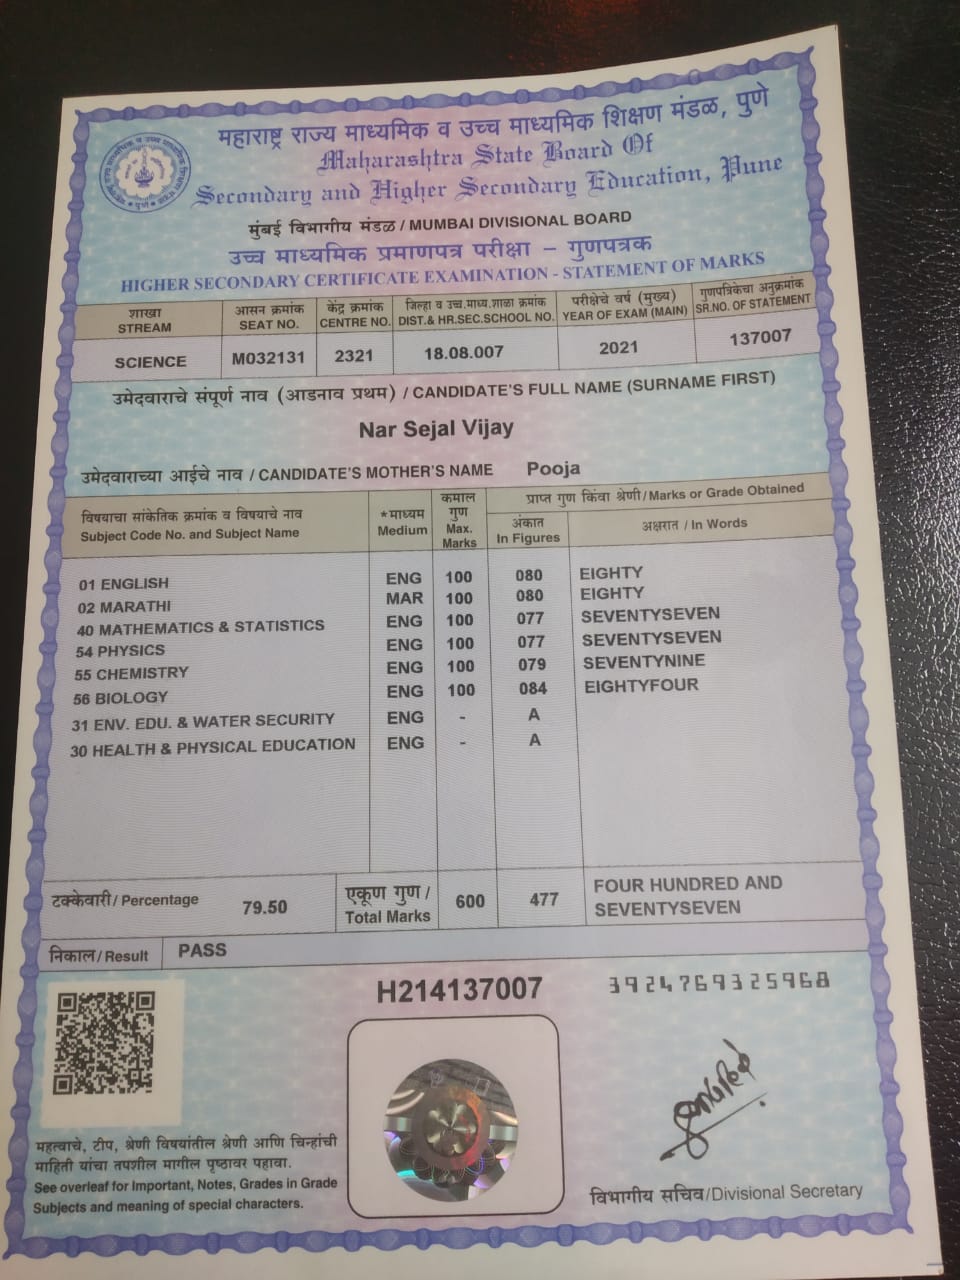 महाराष्ट्र राज्य माध्यमिक व उच्च माध्यमिक शिक्षण मंडळ, पुणे
Maharashtra State Board Of
Secondary and Higher Secondary Education, Pune
मुंबई विभागीय मंडळ / MUMBAI DIVISIONAL BOARD
उच्च माध्यमिक प्रमाणपत्र परीक्षा – गुणपत्रक
HIGHER SECONDARY CERTIFICATE EXAMINATION - STATEMENT OF MARKS
शाखा आसन क्रमांक केंद्र क्रमांक जिल्हा व उच्च.माध्य.शाळा क्रमांक परीक्षेचे वर्ष (मुख्य) गुणपत्रिकेचा अनुक्रमांक
STREAM SEAT NO. CENTRE NO. DIST.& HR.SEC.SCHOOL NO. YEAR OF EXAM (MAIN) SR.NO. OF STATEMENT
SCIENCE M032131 2321 18.08.007 2021 137007
उमेदवाराचे संपूर्ण नाव (आडनाव प्रथम) / CANDIDATE'S FULL NAME (SURNAME FIRST)
Nar Sejal Vijay
उमेदवाराच्या आईचे नाव / CANDIDATE'S MOTHER'S NAME Pooja
विषयाचा सांकेतिक क्रमांक व विषयाचे नाव
Subject Code No. and Subject Name
*माध्यम
Medium
कमाल
गुण
Max.
Marks
प्राप्त गुण किंवा श्रेणी/Marks or Grade Obtained
अंकात
In Figures
अक्षरात / In Words
01 ENGLISH ENG 100 080 EIGHTY
02 MARATHI MAR 100 080 EIGHTY
40 MATHEMATICS & STATISTICS ENG 100 077 SEVENTYSEVEN
54 PHYSICS ENG 100 077 SEVENTYSEVEN
55 CHEMISTRY ENG 100 079 SEVENTYNINE
56 BIOLOGY ENG 100 084 EIGHTYFOUR
31 ENV. EDU. & WATER SECURITY ENG - A
30 HEALTH & PHYSICAL EDUCATION ENG - A
टक्केवारी/ Percentage 79.50
एकूण गुण /
Total Marks
600 477
FOUR HUNDRED AND
SEVENTYSEVEN
निकाल/ Result PASS
H214137007
3924769325968
महत्वाचे, टीप, श्रेणी विषयांतील श्रेणी आणि चिन्हांची
माहिती यांचा तपशील मागील पृष्ठावर पहावा.
See overleaf for Important, Notes, Grades in Grade
Subjects and meaning of special characters.
विभागीय सचिव/Divisional Secretary